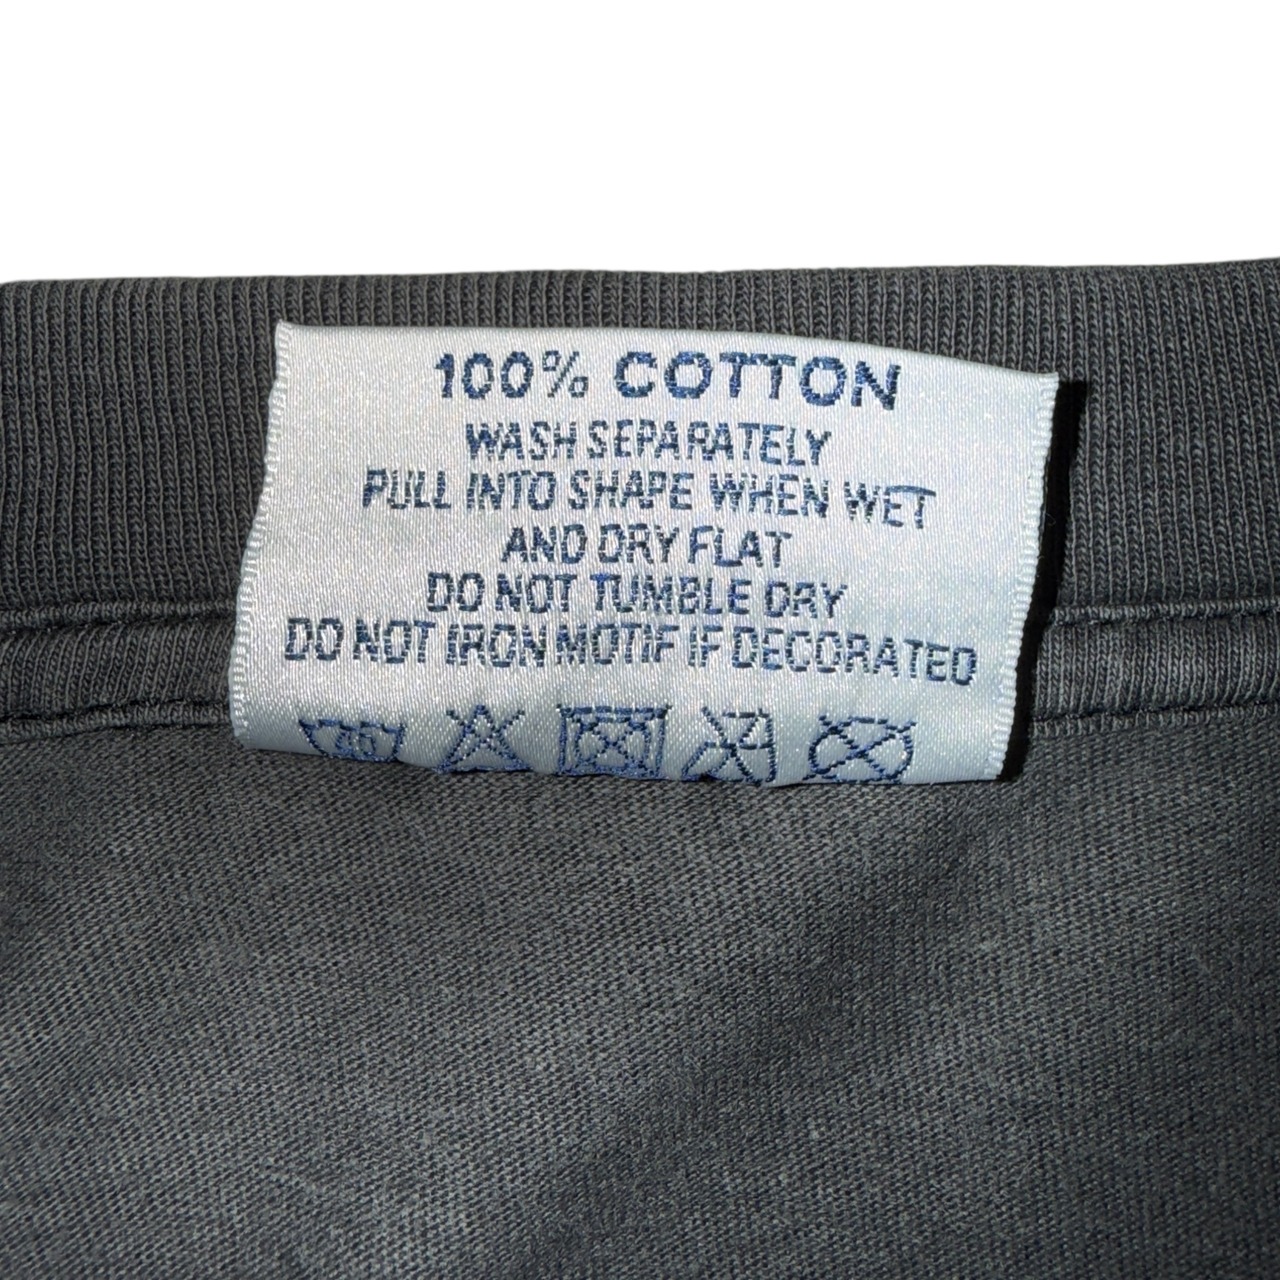 100% COTTON
WASH SEPARATELY
PULL INTO SHAPE WHEN WET
AND DRY FLAT
DO NOT TUMBLE DRY
DO NOT IRON MOTIF IF DECORATED